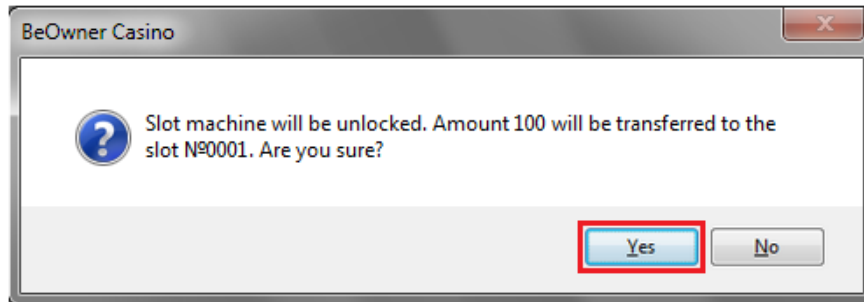 BeOwner Casino
Slot machine will be unlocked. Amount 100 will be transferred to the
slot №0001. Are you sure?
Yes No